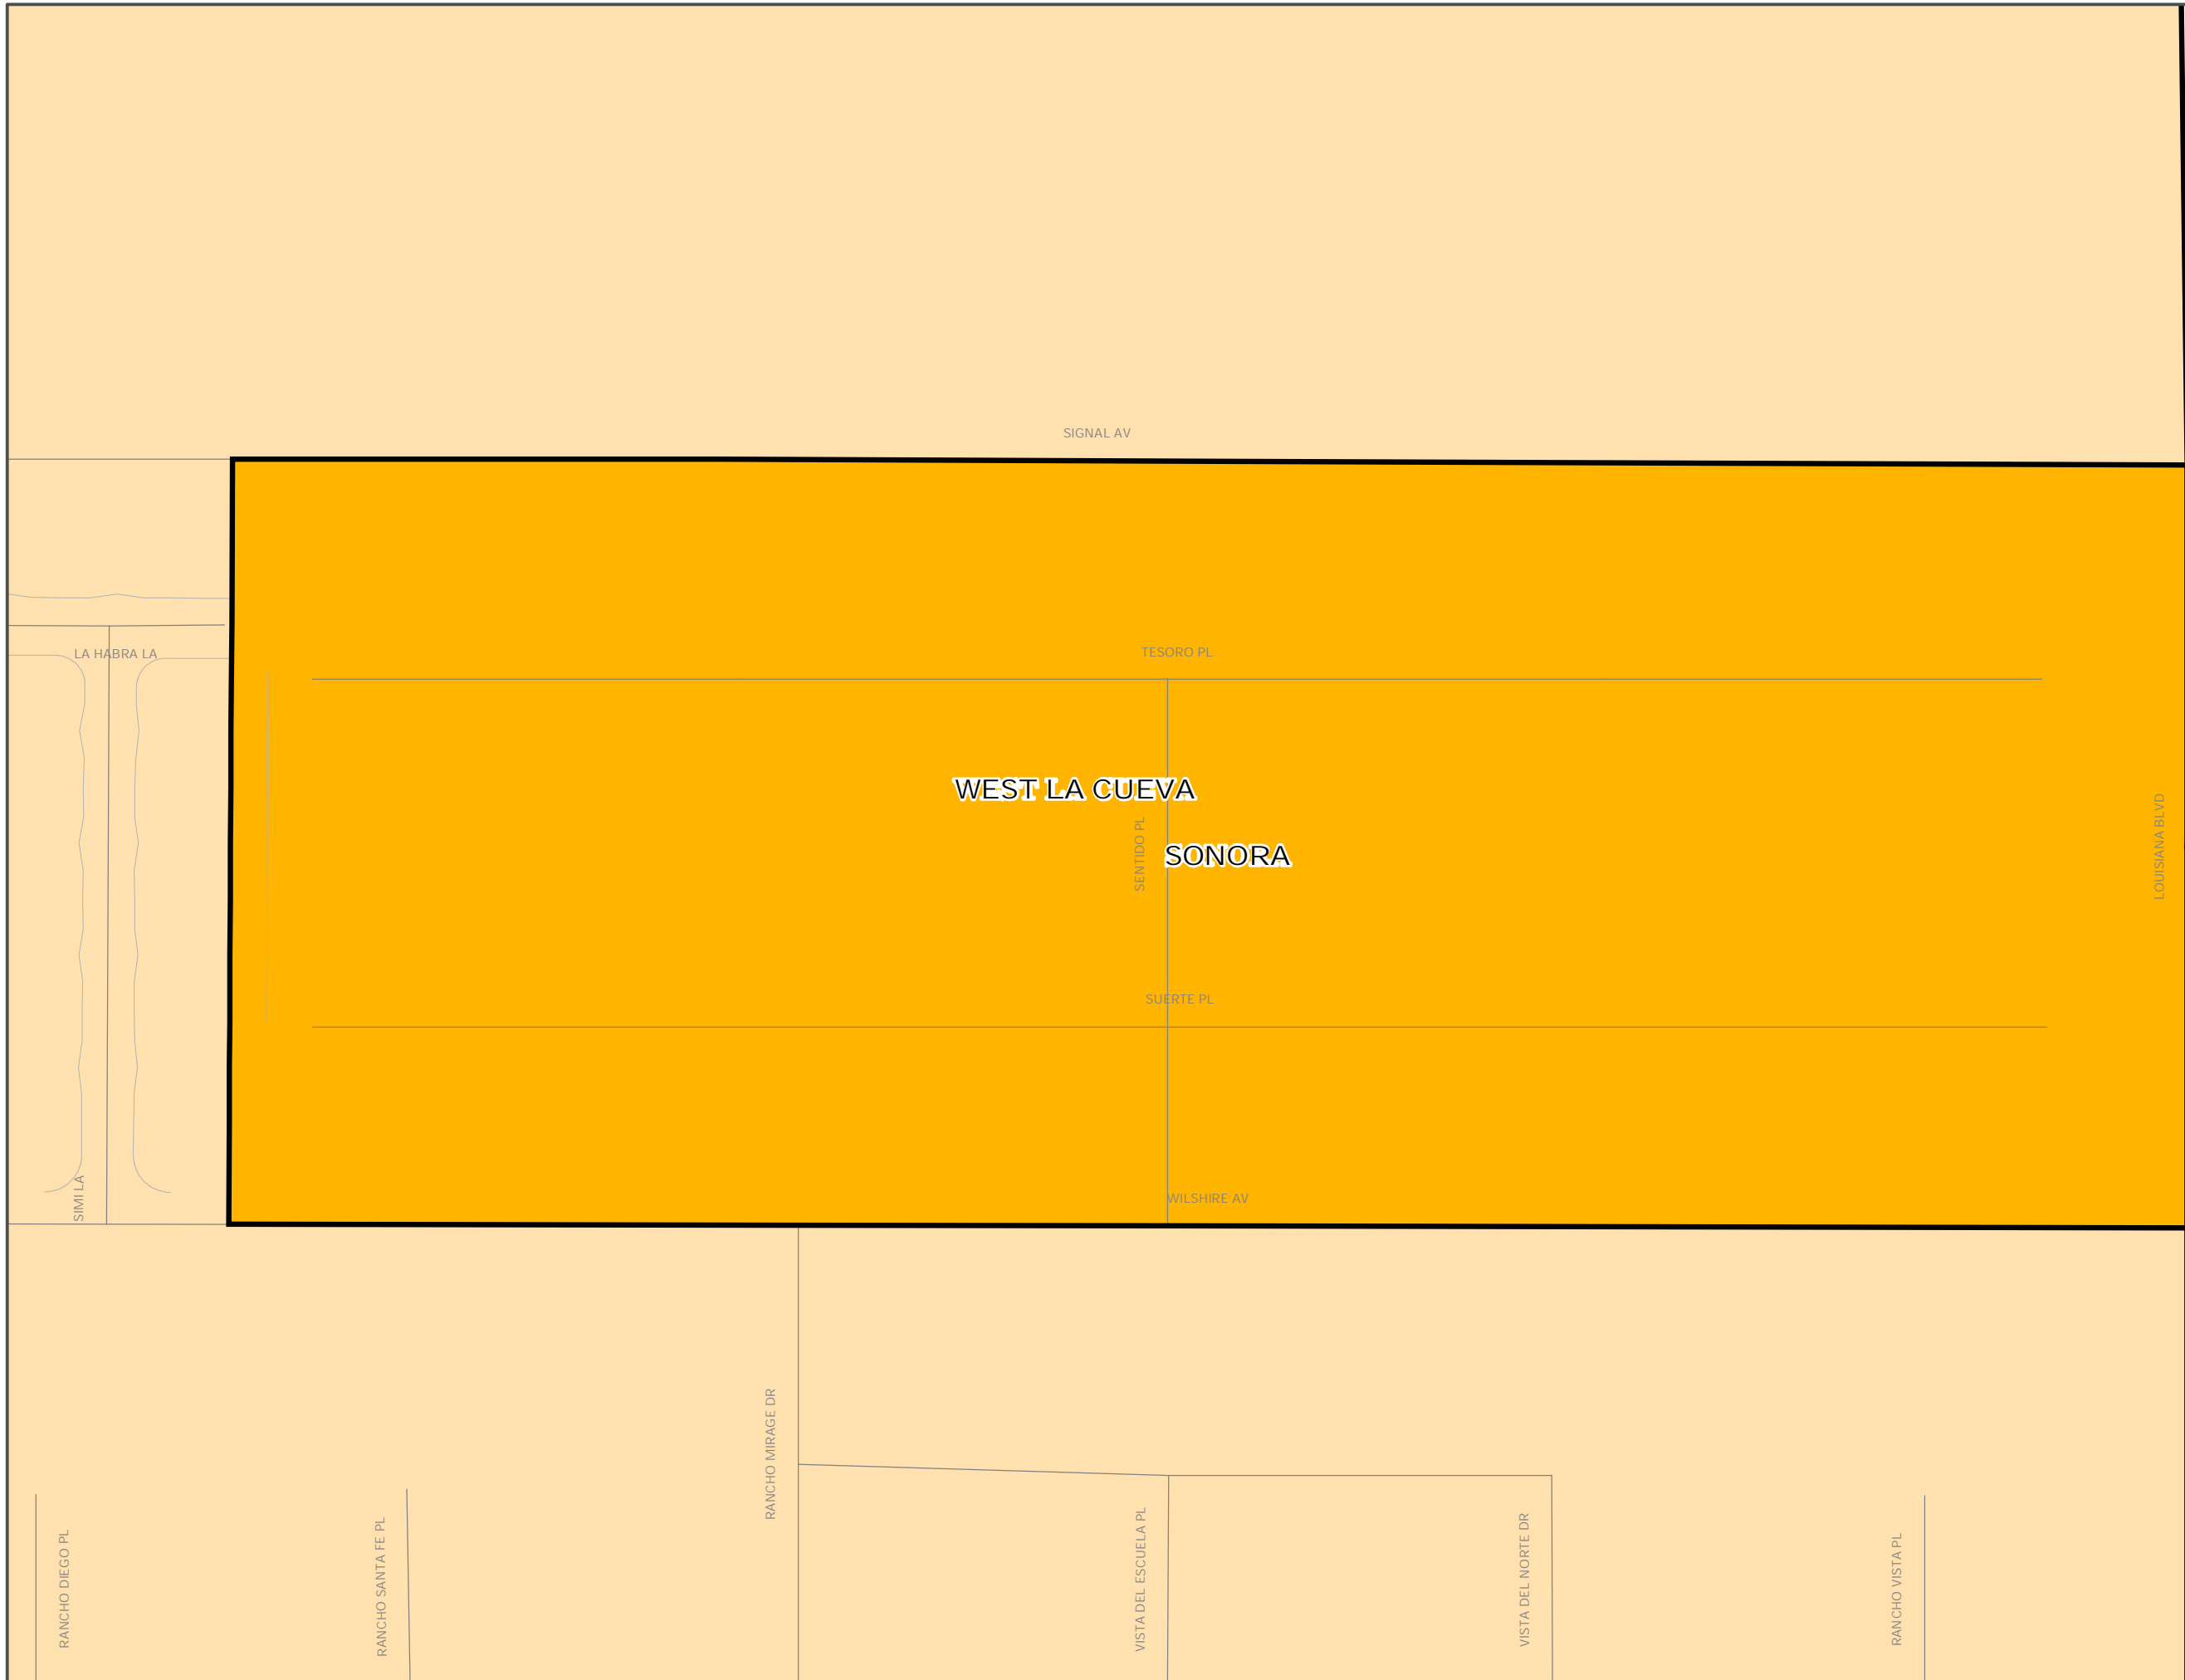 SIGNAL AV
TESORO PL
LA HABRA LA
WEST LA CUEVA
SENTIDO PL
SONORA
LOUISIANA BLVD
SUERTE PL
SIMI LA
WILSHIRE AV
RANCHO MIRAGE DR
RANCHO DIEGO PL
RANCHO SANTA FE PL
VISTA DEL ESCUELA PL
VISTA DEL NORTE DR
RANCHO VISTA PL